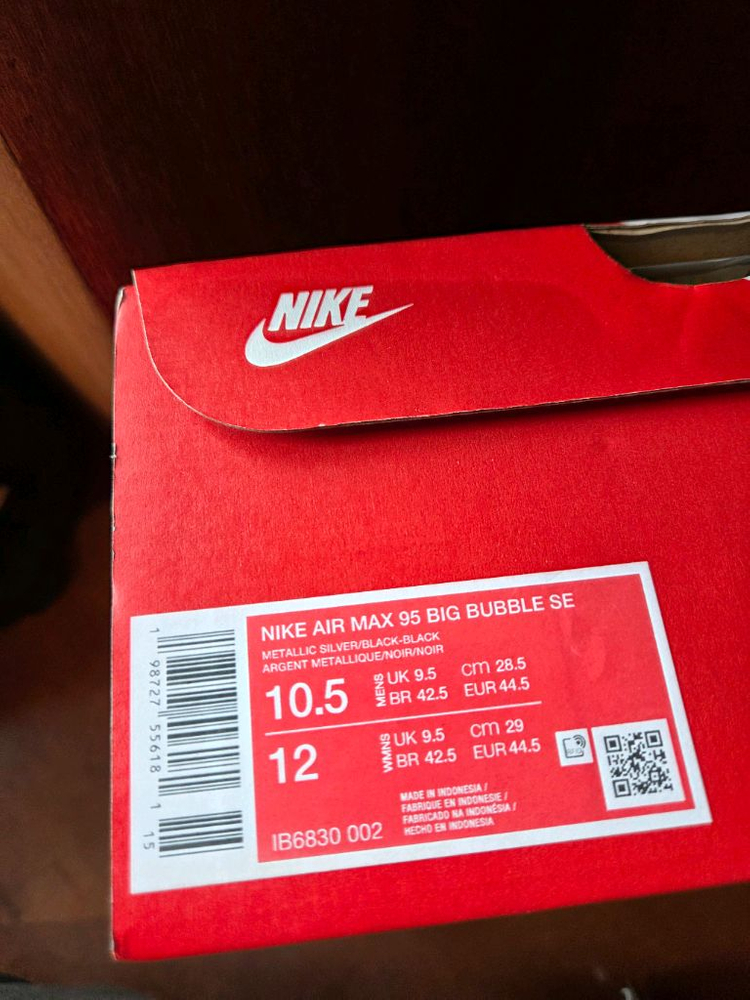 NIKE
NIKE AIR MAX 95 BIG BUBBLE SE
METALLIC SILVER/BLACK-BLACK
ARGENT METALLIQUE/NOIR/NOIR
10.5
MENS
UK 9.5 CM 28.5
BR 42.5 EUR 44.5
12
WMNS
UK 9.5 CM 29
BR 42.5 EUR 44.5
MADE IN INDONESIA /
FABRIQUE EN INDONESIE /
FABRICADO NA INDONÉSIA /
HECHO EN INDONESIA
IB6830 002
1 98727 55618 1 15